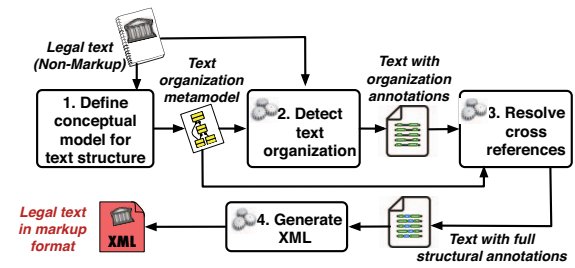 Legal text
(Non-Markup)
Text
organization
metamodel
Text with
organization
annotations
1. Define
conceptual
model for
text structure
2. Detect
text
organization
3. Resolve
cross
references
Legal text
in markup
format
XML
4. Generate
XML
Text with full
structural annotations